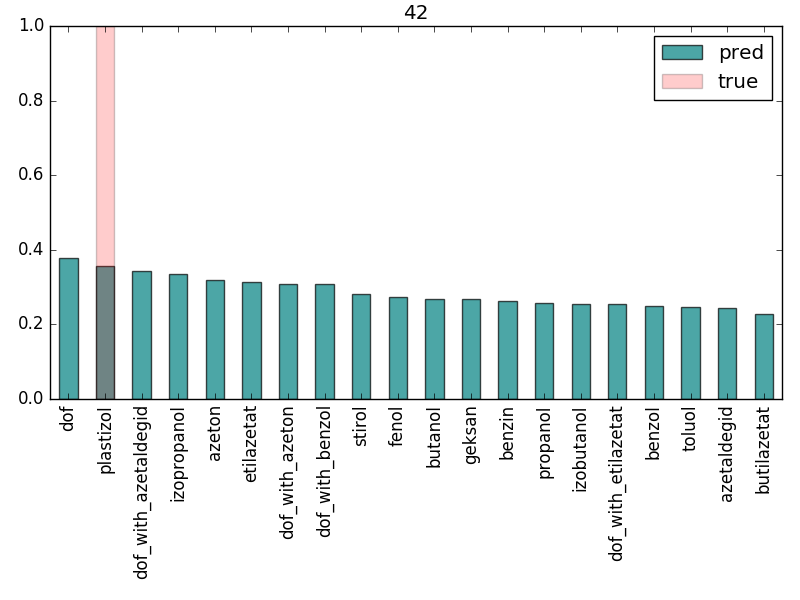 42
1.0
0.8
0.6
0.4
0.2
0.0
pred
true
dof
plastizol
dof_with_azetaldegid
izopropanol
azeton
etilazetat
dof_with_azeton
dof_with_benzol
stirol
fenol
butanol
geksan
benzin
propanol
izobutanol
dof_with_etilazetat
benzol
toluol
azetaldegid
butilazetat